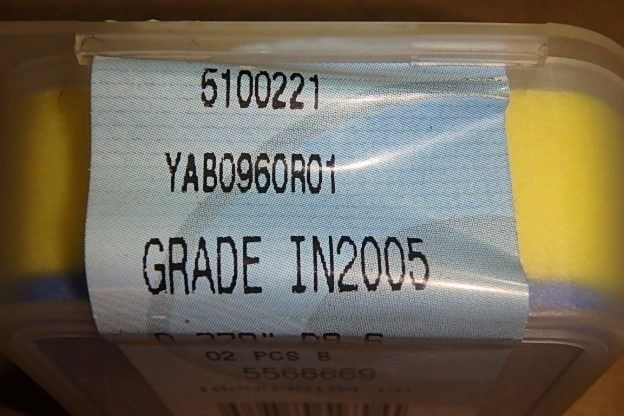 5100221
YAB0960R01
GRADE IN2005
02 PCS B
5566669